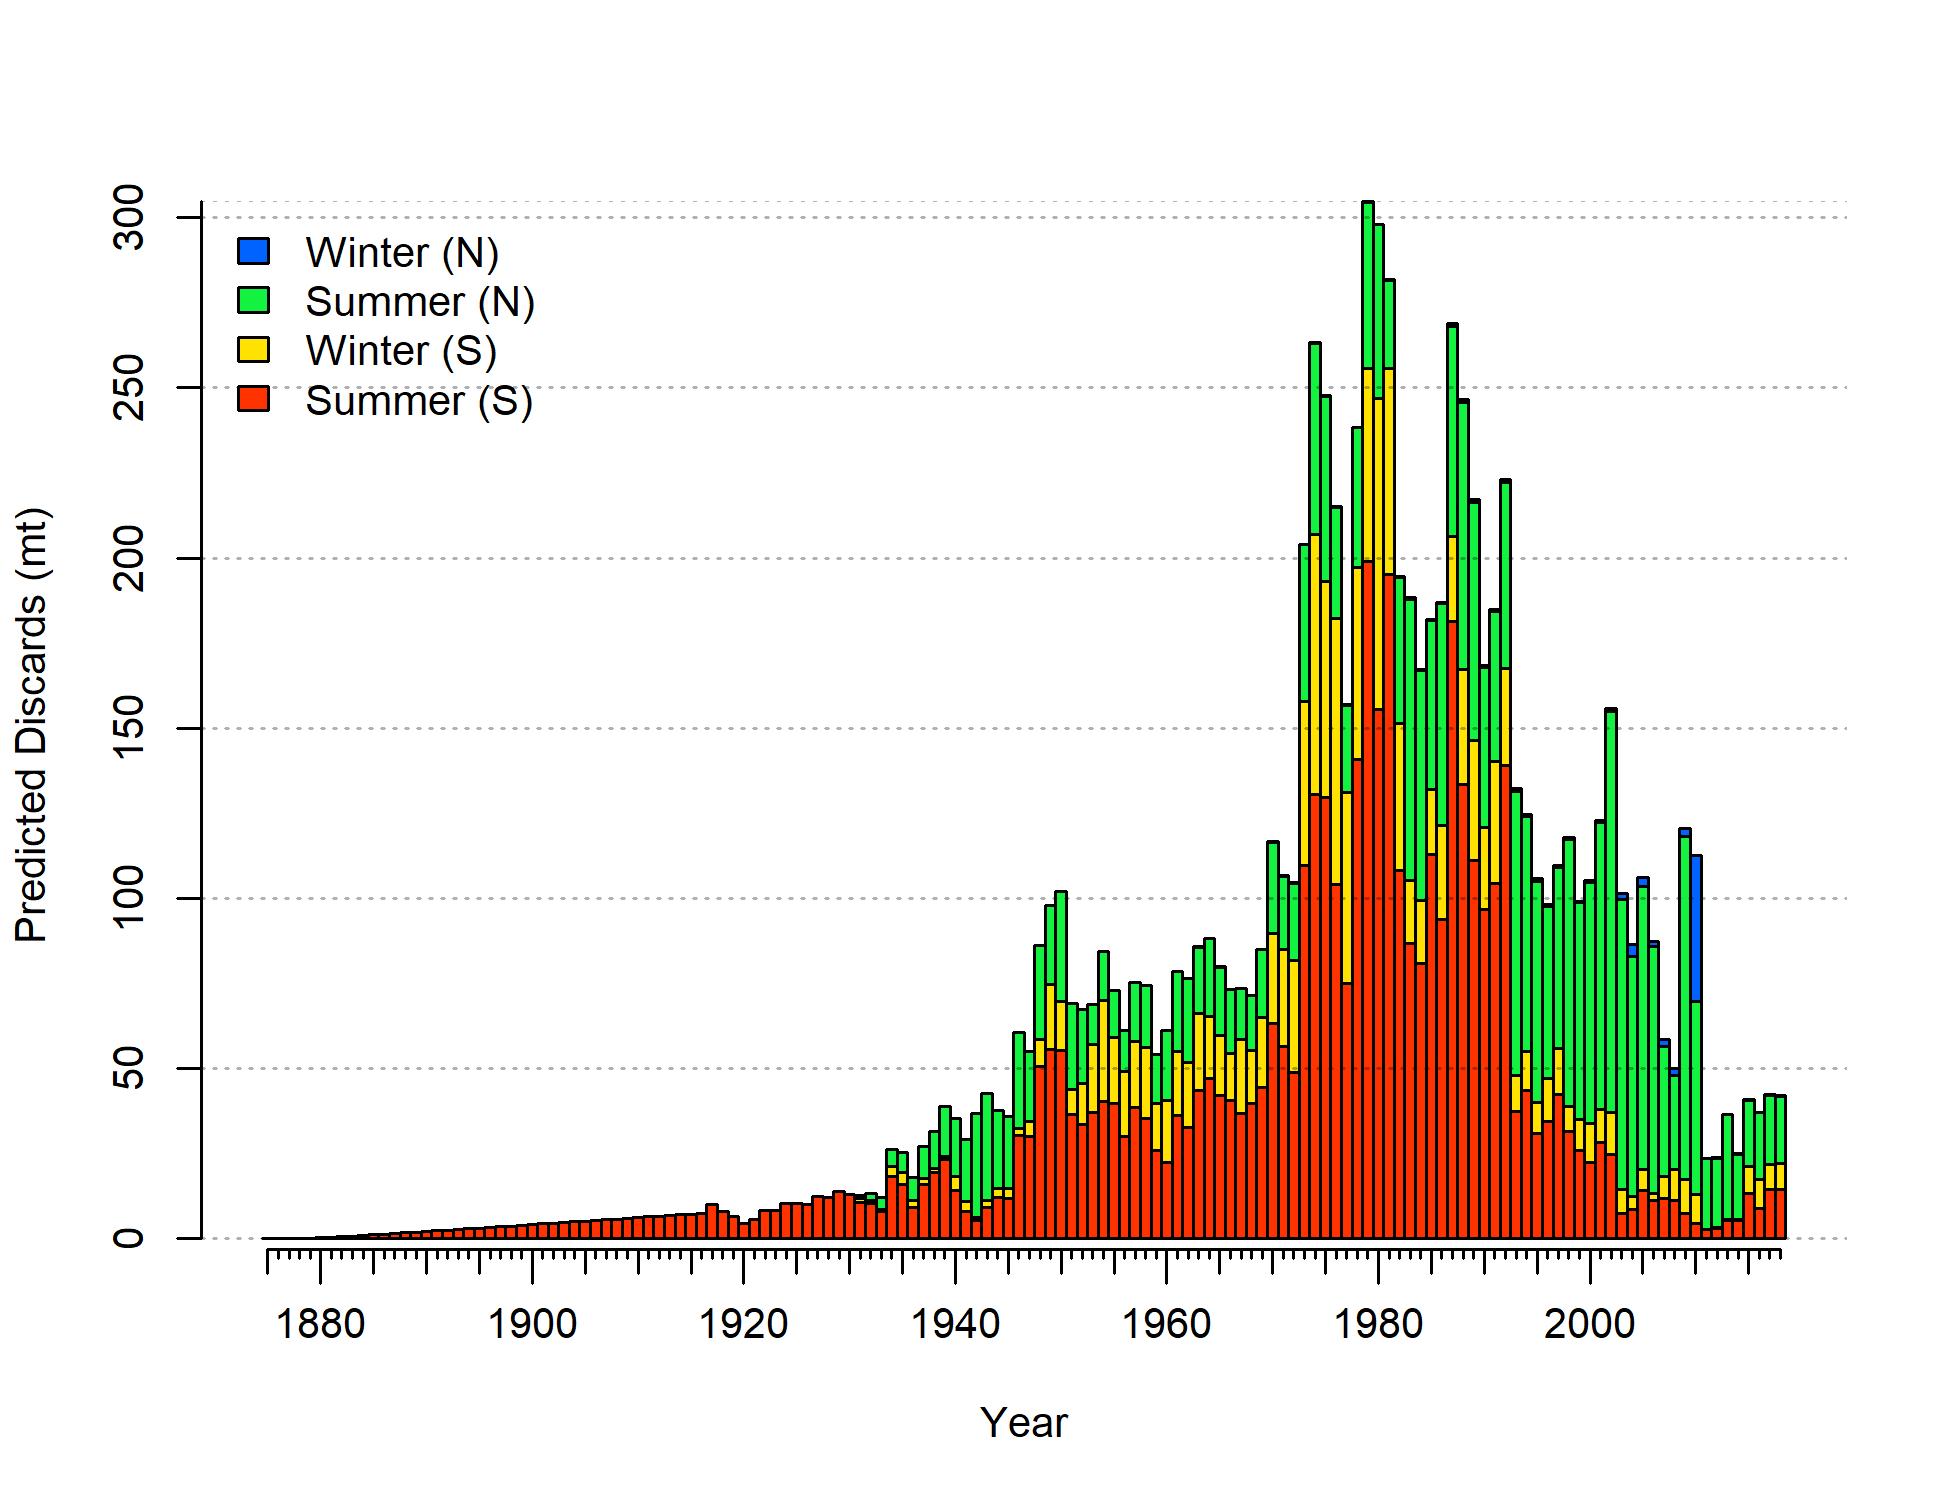 Predicted Discards (mt)
300
250
200
150
100
50
0
Winter (N)
Summer (N)
Winter (S)
Summer (S)
1880 1900 1920 1940 1960 1980 2000
Year